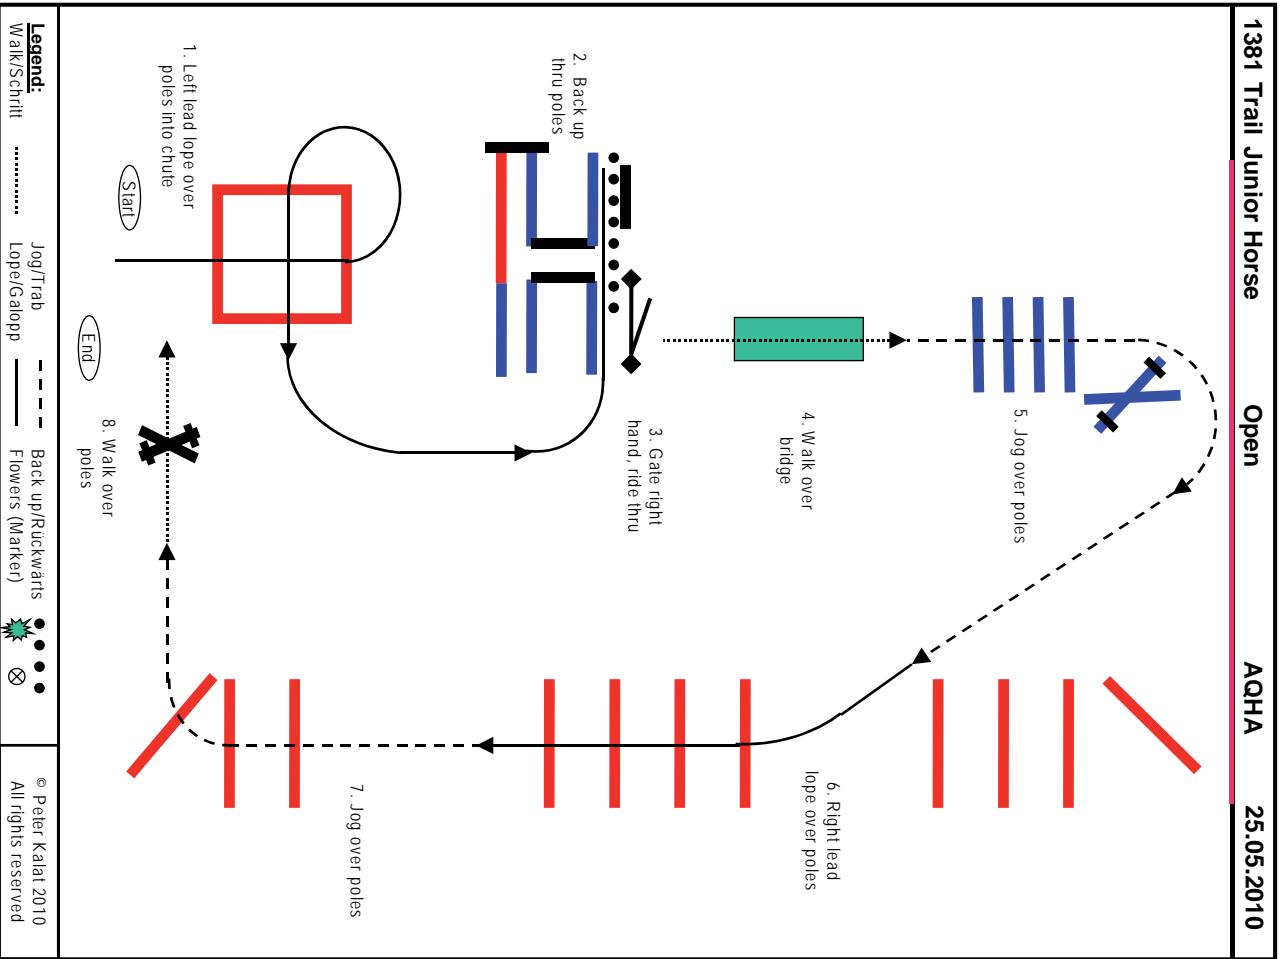 1381 Trail Junior Horse Open AQHA 25.05.2010
5. Jog over poles
4. Walk over
bridge
3. Gate right
hand, ride thru
2. Back up
thru poles
1. Left lead lope over
poles into chute
Start
End
8. Walk over
poles
6. Right lead
lope over poles
7. Jog over poles
Legend:
Walk/Schritt
Jog/Trab
Lope/Galopp
Back up/Rückwärts
Flowers (Marker)
© Peter Kalat 2010
All rights reserved